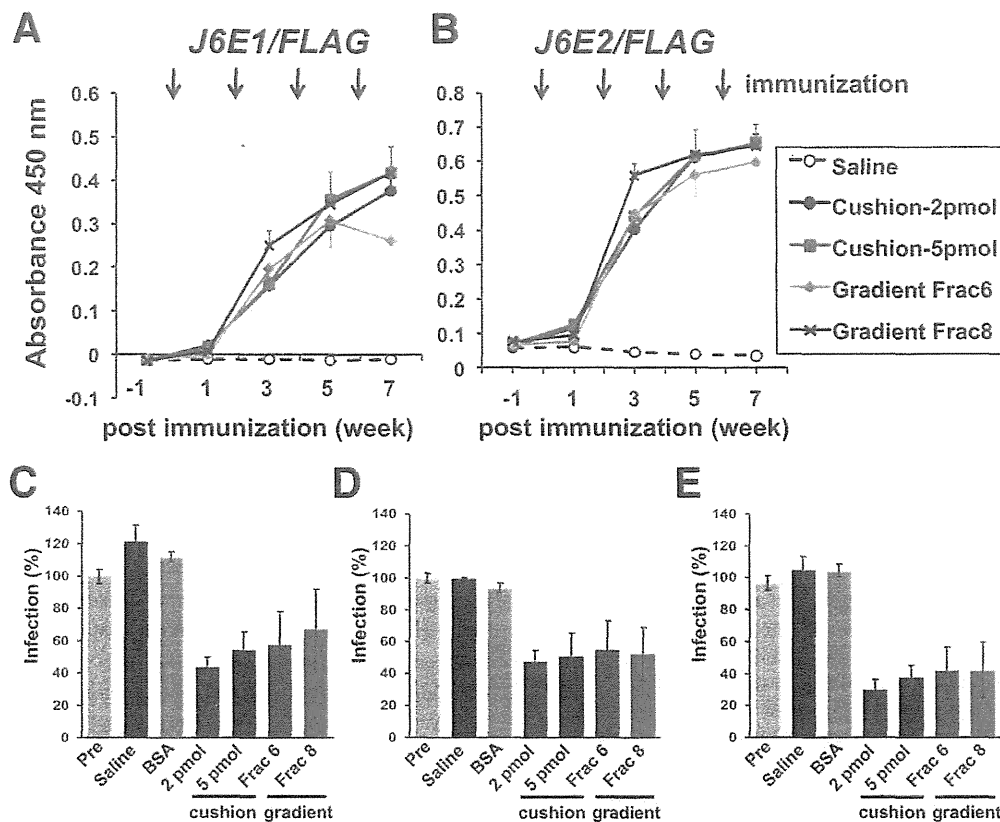 A
J6E1/FLAG
Absorbance 450 nm
0.6
0.5
0.4
0.3
0.2
0.1
0
-0.1
-1 1 3 5 7
post immunization (week)
B
J6E2/FLAG
immunization
0.8
0.7
0.6
0.5
0.4
0.3
0.2
0.1
0
-1 1 3 5 7
post immunization (week)
Saline
Cushion-2pmol
Cushion-5pmol
Gradient Frac6
Gradient Frac8
C
Infection (%)
140
120
100
80
60
40
20
0
Pre Saline BSA 2 pmol 5 pmol Frac 6 Frac 8
cushion gradient
D
Infection (%)
140
120
100
80
60
40
20
0
Pre Saline BSA 2 pmol 5 pmol Frac 6 Frac 8
cushion gradient
E
Infection (%)
140
120
100
80
60
40
20
0
Pre Saline BSA 2 pmol 5 pmol Frac 6 Frac 8
cushion gradient